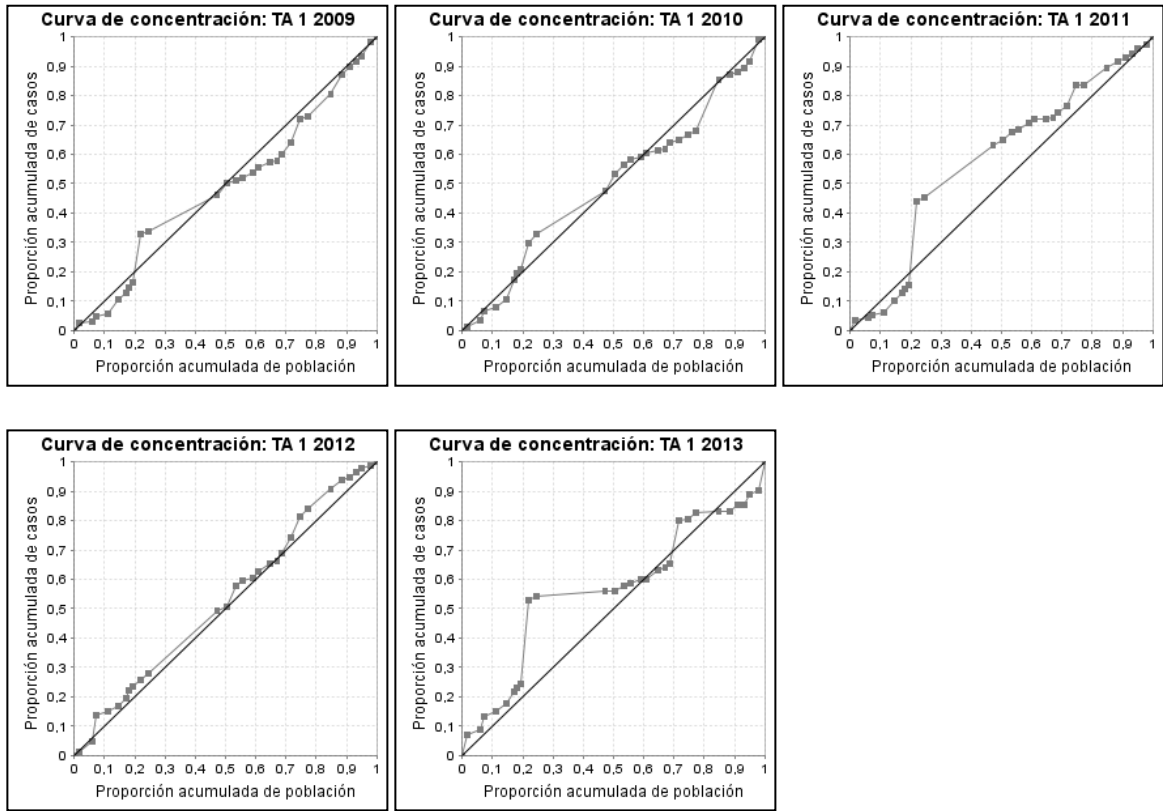 Curva de concentración: TA 1 2009
1
0,9
0,8
0,7
0,6
0,5
0,4
0,3
0,2
0,1
0
0 0,1 0,2 0,3 0,4 0,5 0,6 0,7 0,8 0,9 1
Proporción acumulada de casos
Proporción acumulada de población
Curva de concentración: TA 1 2010
1
0,9
0,8
0,7
0,6
0,5
0,4
0,3
0,2
0,1
0
0 0,1 0,2 0,3 0,4 0,5 0,6 0,7 0,8 0,9 1
Proporción acumulada de casos
Proporción acumulada de población
Curva de concentración: TA 1 2011
1
0,9
0,8
0,7
0,6
0,5
0,4
0,3
0,2
0,1
0
0 0,1 0,2 0,3 0,4 0,5 0,6 0,7 0,8 0,9 1
Proporción acumulada de casos
Proporción acumulada de población
Curva de concentración: TA 1 2012
1
0,9
0,8
0,7
0,6
0,5
0,4
0,3
0,2
0,1
0
0 0,1 0,2 0,3 0,4 0,5 0,6 0,7 0,8 0,9 1
Proporción acumulada de casos
Proporción acumulada de población
Curva de concentración: TA 1 2013
1
0,9
0,8
0,7
0,6
0,5
0,4
0,3
0,2
0,1
0
0 0,1 0,2 0,3 0,4 0,5 0,6 0,7 0,8 0,9 1
Proporción acumulada de casos
Proporción acumulada de población